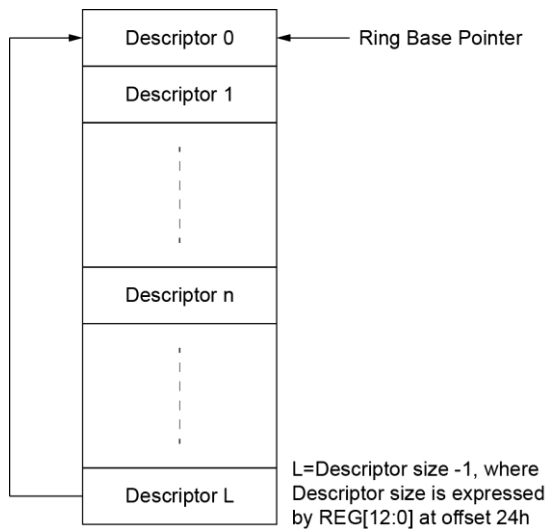 Descriptor 0
Ring Base Pointer
Descriptor 1
Descriptor n
Descriptor L
L=Descriptor size -1, where
Descriptor size is expressed
by REG[12:0] at offset 24h